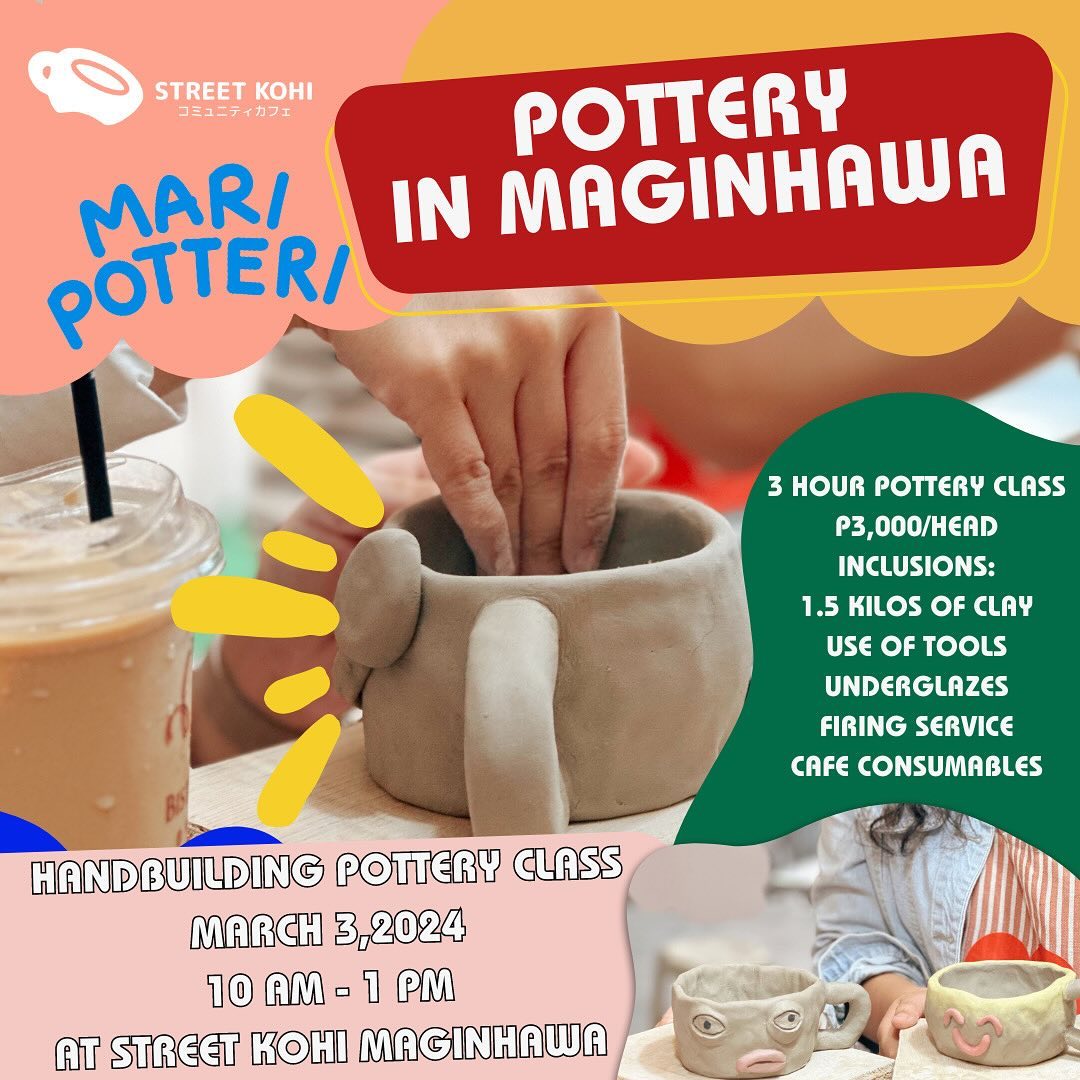 STREET KOHI
コミュニティカフェ
MARI
POTTERI
POTTERY
IN MAGINHAWA
3 HOUR POTTERY CLASS
P3,000/HEAD
INCLUSIONS:
1.5 KILOS OF CLAY
USE OF TOOLS
UNDERGLAZES
FIRING SERVICE
CAFE CONSUMABLES
HANDBUILDING POTTERY CLASS
MARCH 3,2024
10 AM - 1 PM
AT STREET KOHI MAGINHAWA